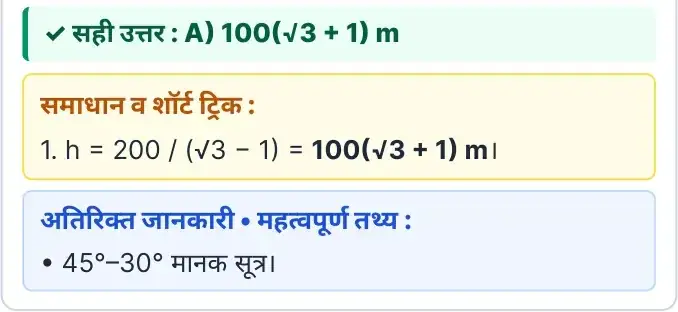 ✓ सही उत्तर : A) 100(√3 + 1) m
समाधान व शॉर्ट ट्रिक :
1. h = 200 / (√3 − 1) = 100(√3 + 1) m।
अतिरिक्त जानकारी • महत्वपूर्ण तथ्य :
• 45°–30° मानक सूत्र।